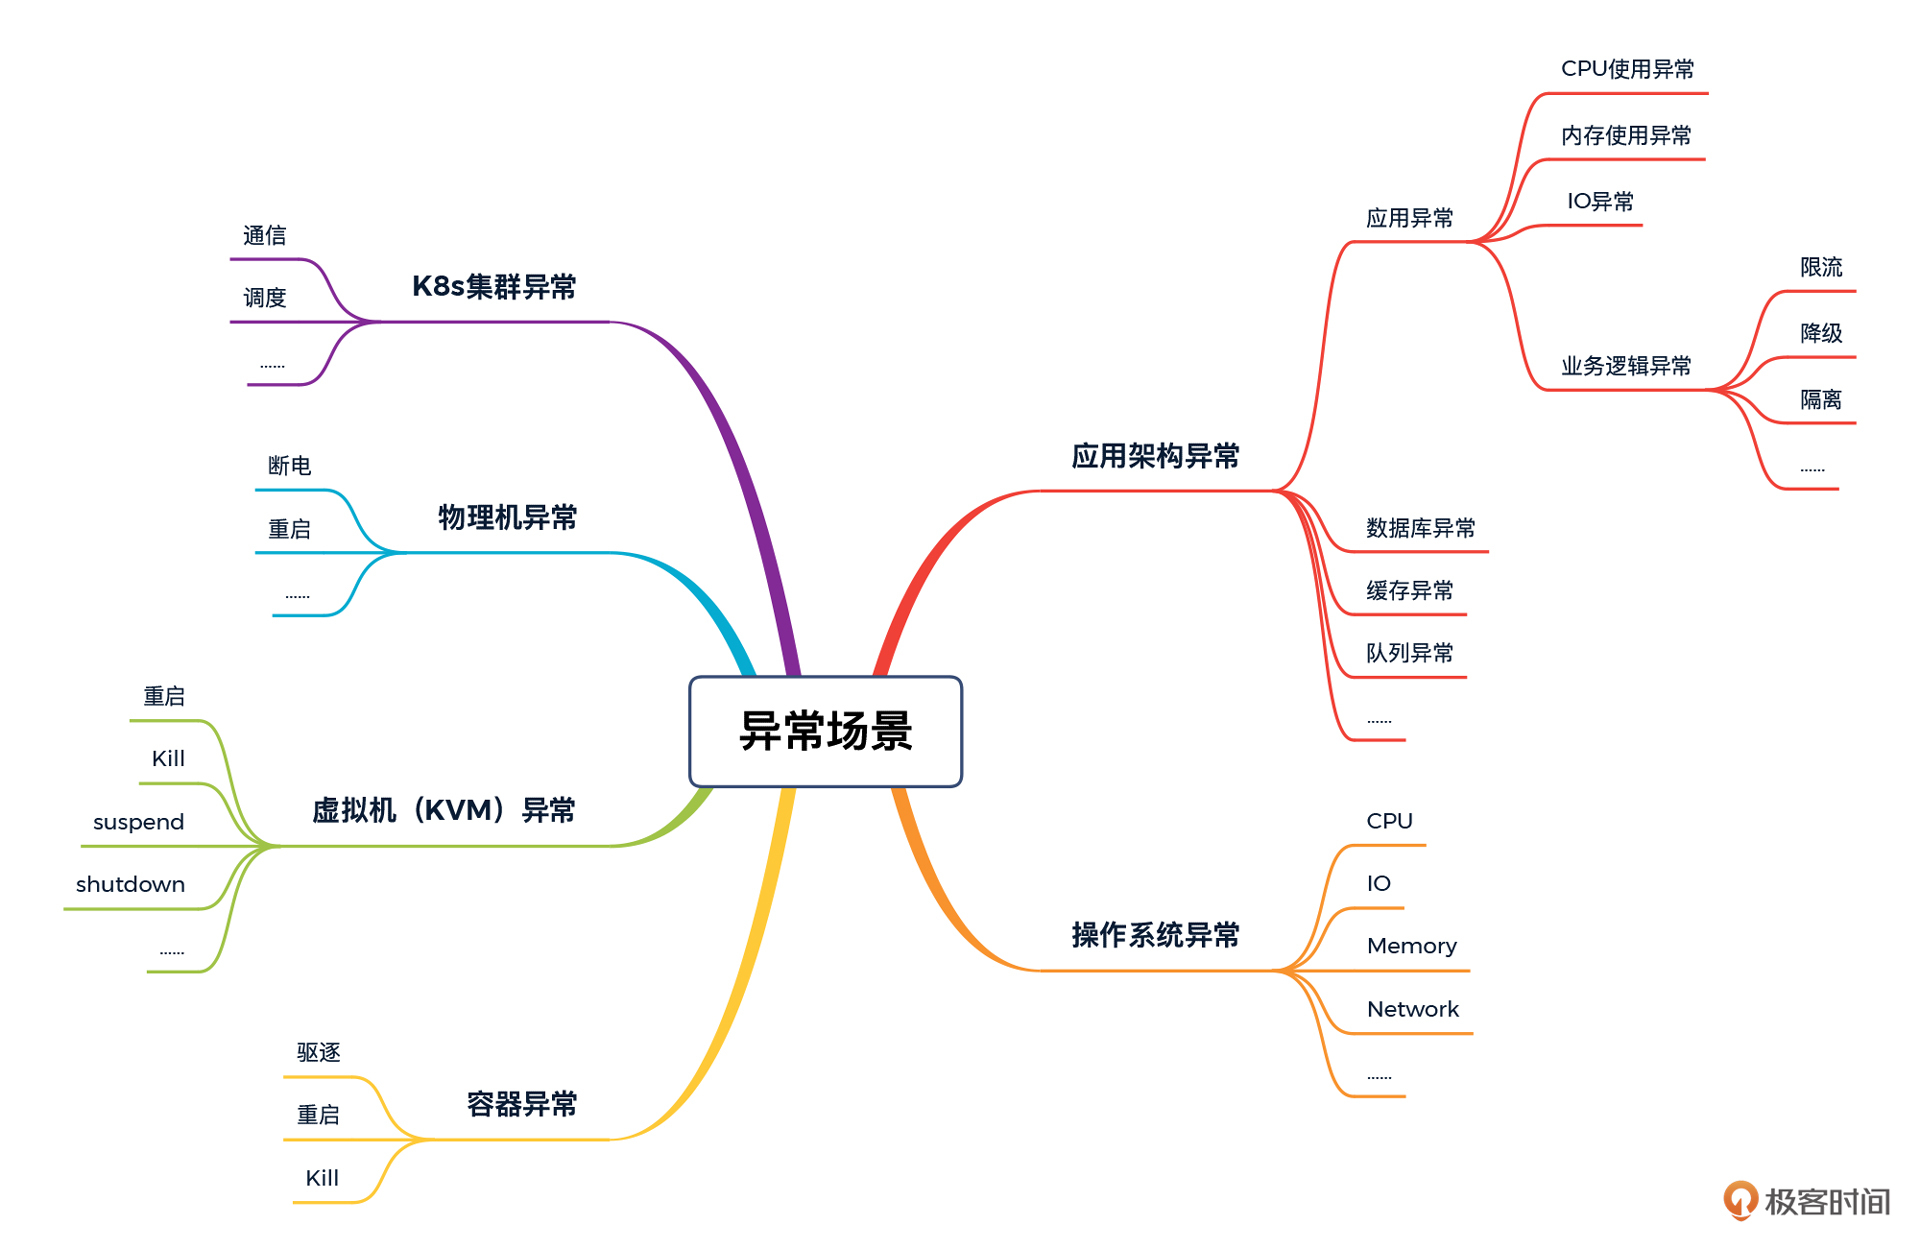 异常场景
应用架构异常
应用异常
CPU使用异常
内存使用异常
IO异常
业务逻辑异常
限流
降级
隔离
......
数据库异常
缓存异常
队列异常
......
操作系统异常
CPU
IO
Memory
Network
......
K8s集群异常
通信
调度
......
物理机异常
断电
重启
......
虚拟机（KVM）异常
重启
Kill
suspend
shutdown
......
容器异常
驱逐
重启
Kill
极客时间